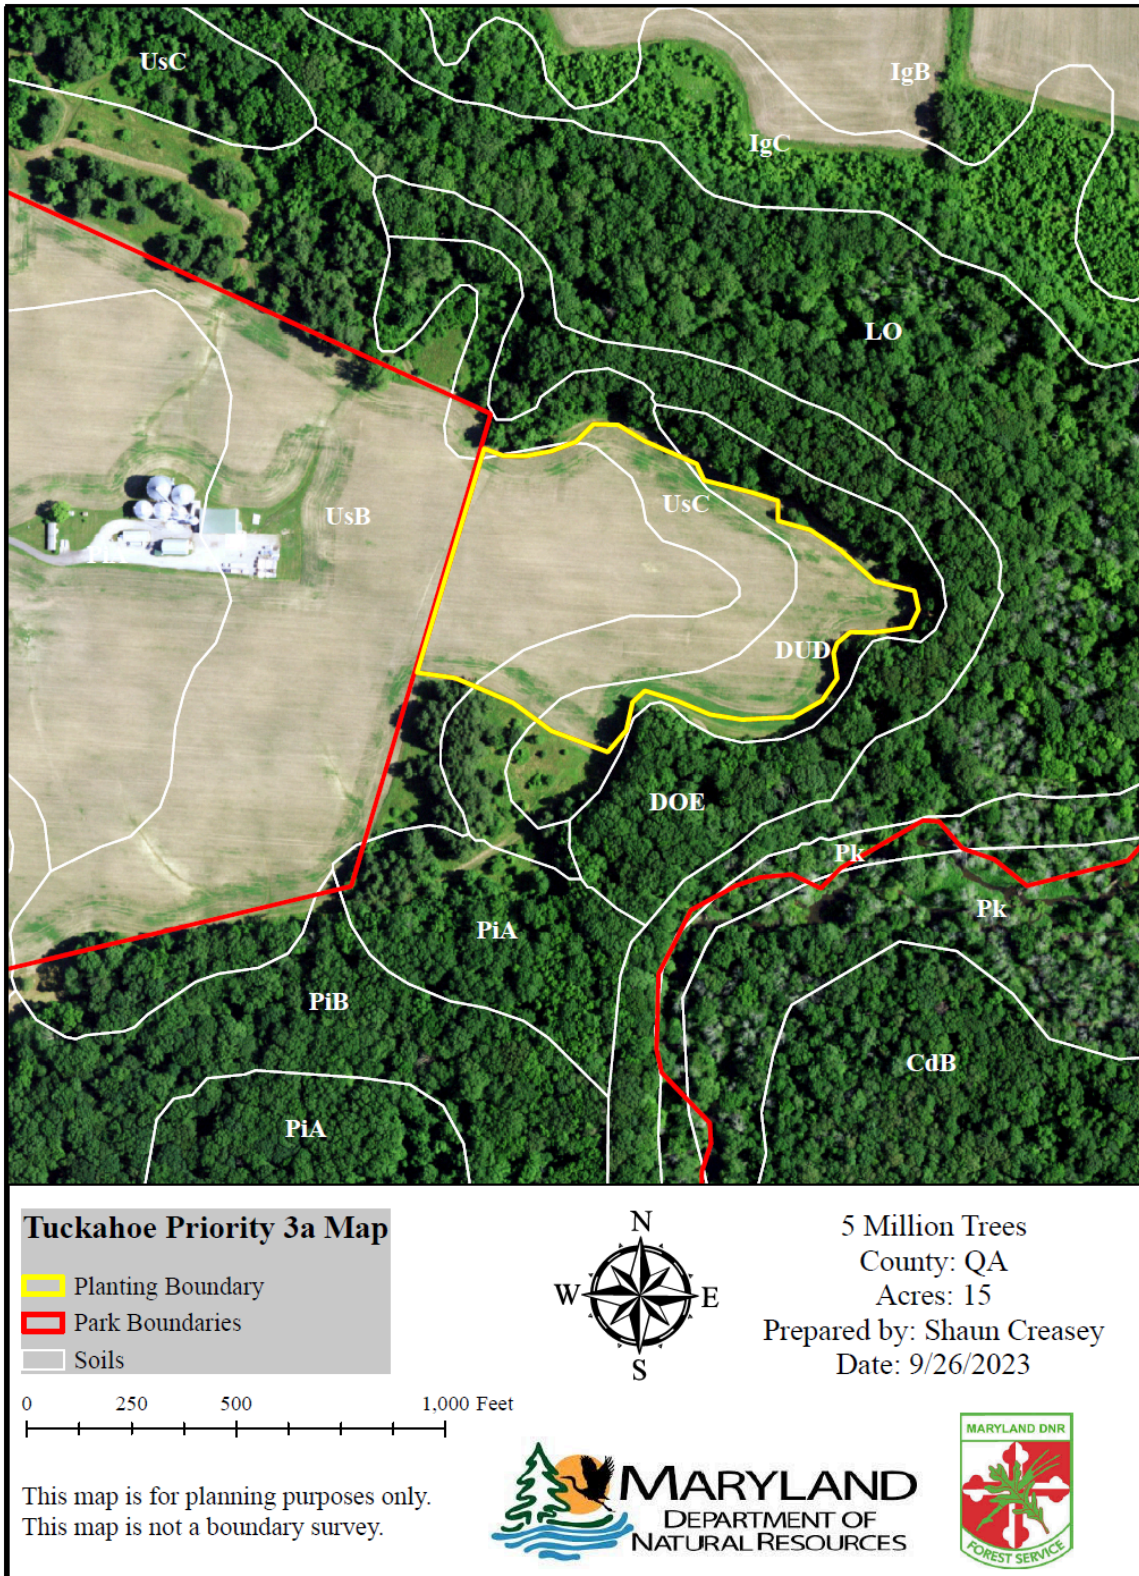 UsC
IgB
IgC
LO
UsB
UsC
DUD
DOE
Pk
Pk
PiA
PiB
CdB
PiA
Tuckahoe Priority 3a Map
Planting Boundary
Park Boundaries
Soils
0 250 500 1,000 Feet
This map is for planning purposes only.
This map is not a boundary survey.
N
W E
S
5 Million Trees
County: QA
Acres: 15
Prepared by: Shaun Creasey
Date: 9/26/2023
MARYLAND
DEPARTMENT OF
NATURAL RESOURCES
MARYLAND DNR
FOREST SERVICE